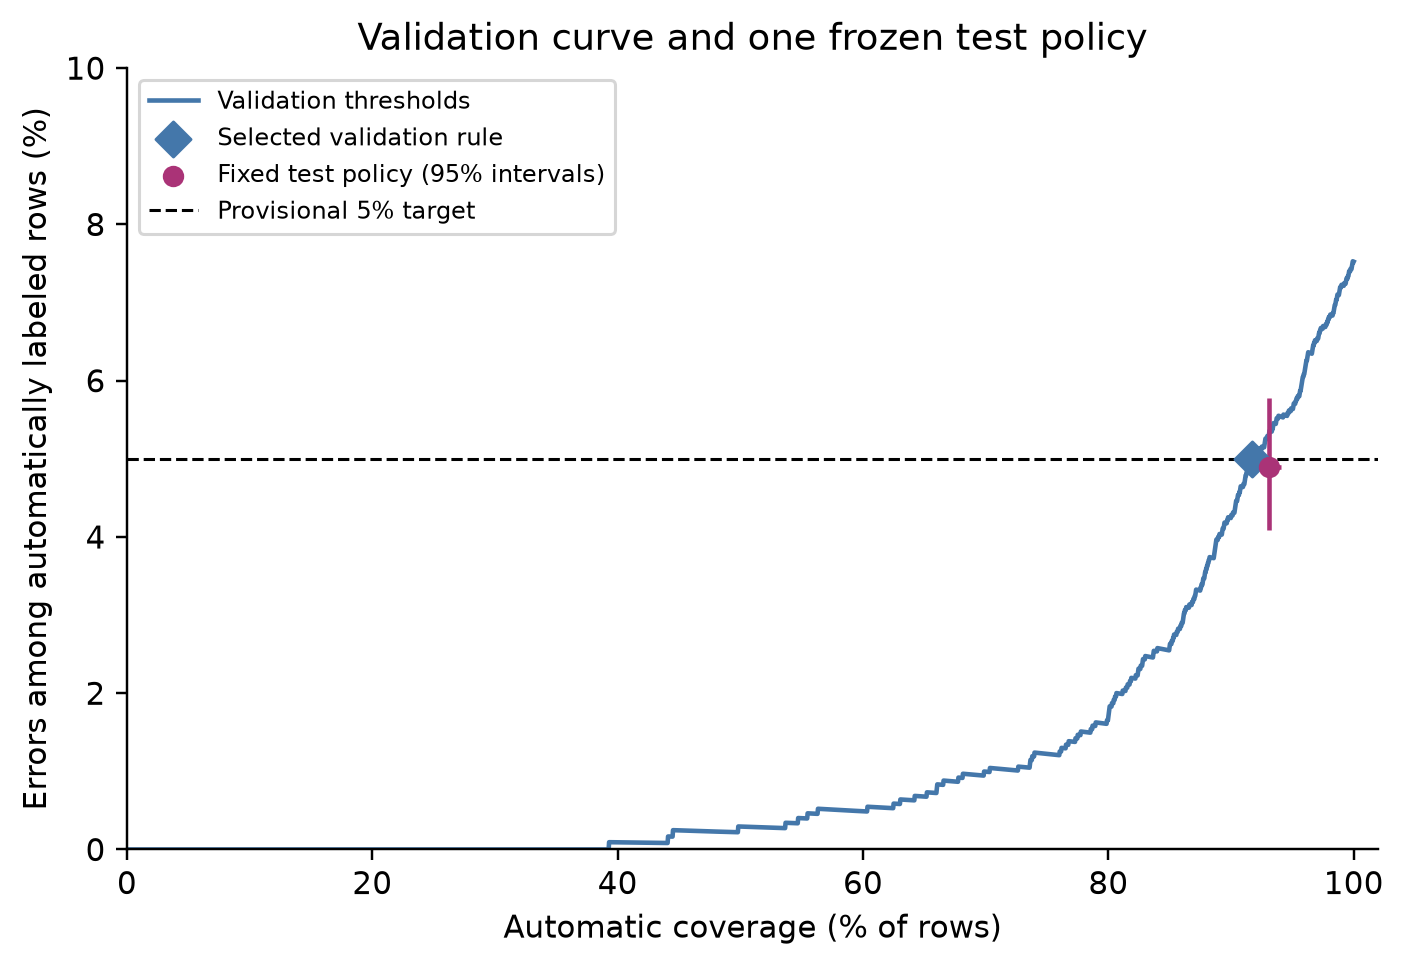 Validation curve and one frozen test policy
Errors among automatically labeled rows (%)
10
8
6
4
2
0
Validation thresholds
Selected validation rule
Fixed test policy (95% intervals)
Provisional 5% target
0 20 40 60 80 100
Automatic coverage (% of rows)